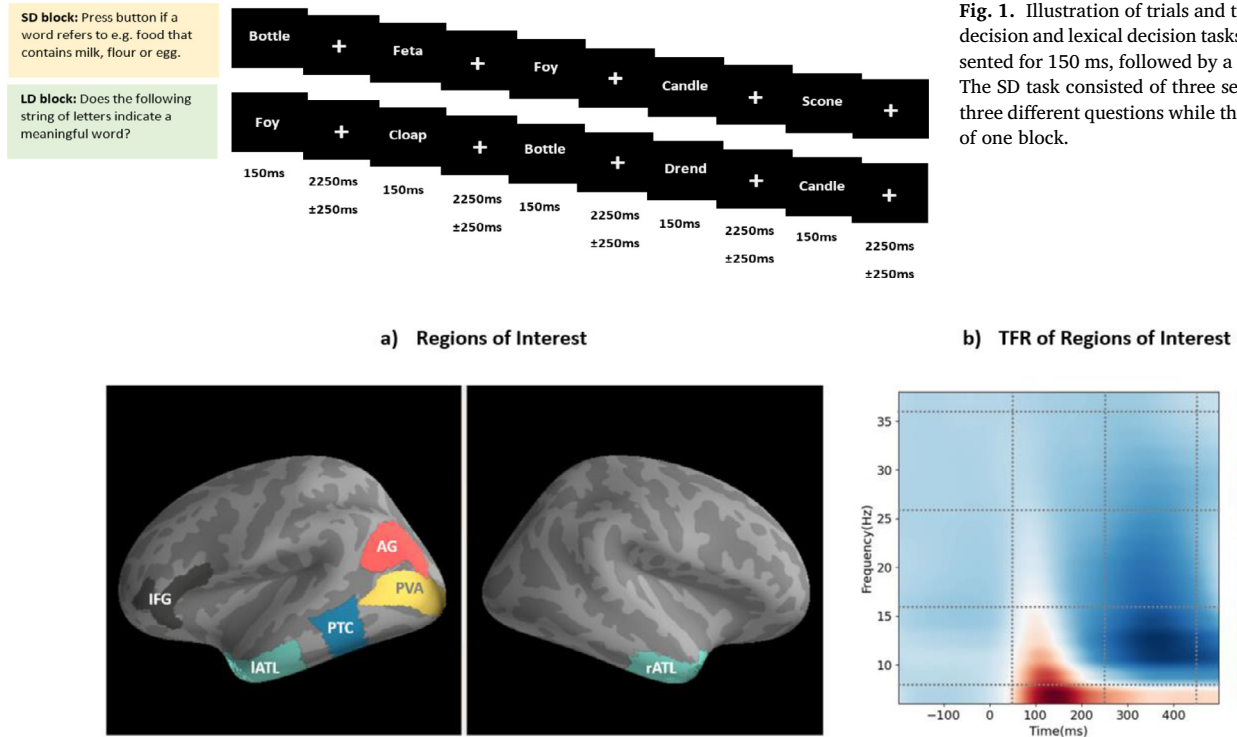 SD block: Press button if a
word refers to e.g. food that
contains milk, flour or egg.
LD block: Does the following
string of letters indicate a
meaningful word?
Bottle
+
Feta
+
Foy
+
Candle
+
Scone
+
Foy
+
Cloap
+
Bottle
+
Drend
+
Candle
+
150ms
2250ms
±250ms
150ms
2250ms
±250ms
150ms
2250ms
±250ms
150ms
2250ms
±250ms
150ms
2250ms
±250ms
Fig. 1. Illustration of trials and t
decision and lexical decision tasks
sented for 150 ms, followed by a
The SD task consisted of three se
three different questions while th
of one block.
a) Regions of Interest
IFG
AG
PVA
PTC
lATL
rATL
b) TFR of Regions of Interest
Frequency(Hz)
35
30
25
20
15
10
−100
0
100
200
300
400
Time(ms)